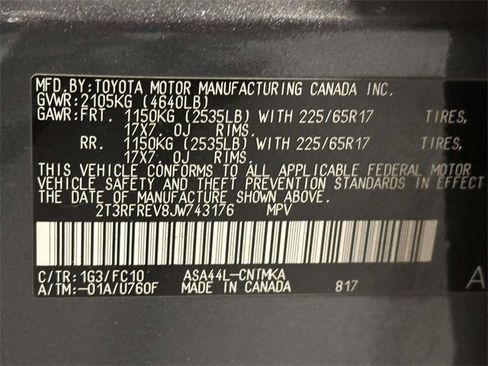 MFD.BY:TOYOTA MOTOR MANUFACTURING CANADA INC.
GVWR:2105KG (4640LB)
GAWR:FRT. 1150KG (2535LB) WITH 225/65R17 TIRES,
17X7.0J RIMS.
RR. 1150KG (2535LB) WITH 225/65R17 TIRES,
17X7.0J RIMS.
THIS VEHICLE CONFORMS TO ALL APPLICABLE FEDERAL MOTOR
VEHICLE SAFETY AND THEFT PREVENTION STANDARDS IN EFFECT
THE DATE OF MANUFACTURE SHOWN ABOVE.
2T3RFREV8JW743176 MPV
C/TR:1G3/FC10 ASA44L-CNTMKA A
A/TM:-01A/U760F MADE IN CANADA 817